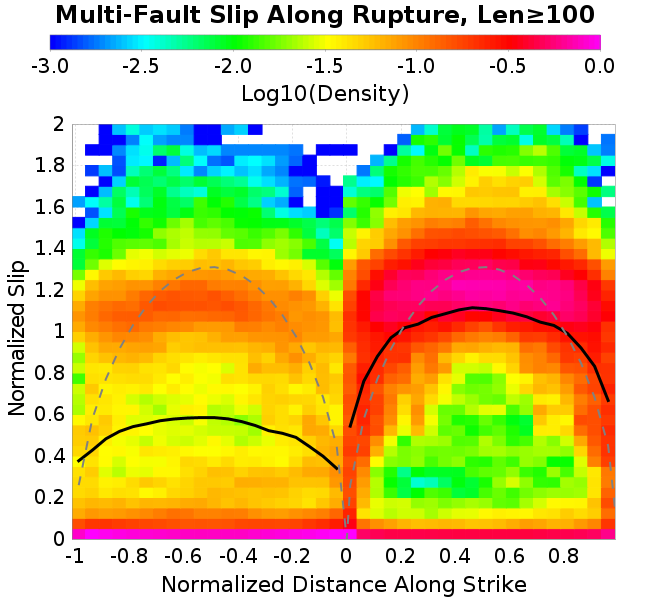 Multi-Fault Slip Along Rupture, Len≥100
-3.0 -2.5 -2.0 -1.5 -1.0 -0.5 0.0
Log10(Density)
2
1.8
1.6
1.4
1.2
1
0.8
0.6
0.4
0.2
0
Normalized Slip
-1 -0.8 -0.6 -0.4 -0.2 0 0.2 0.4 0.6 0.8
Normalized Distance Along Strike